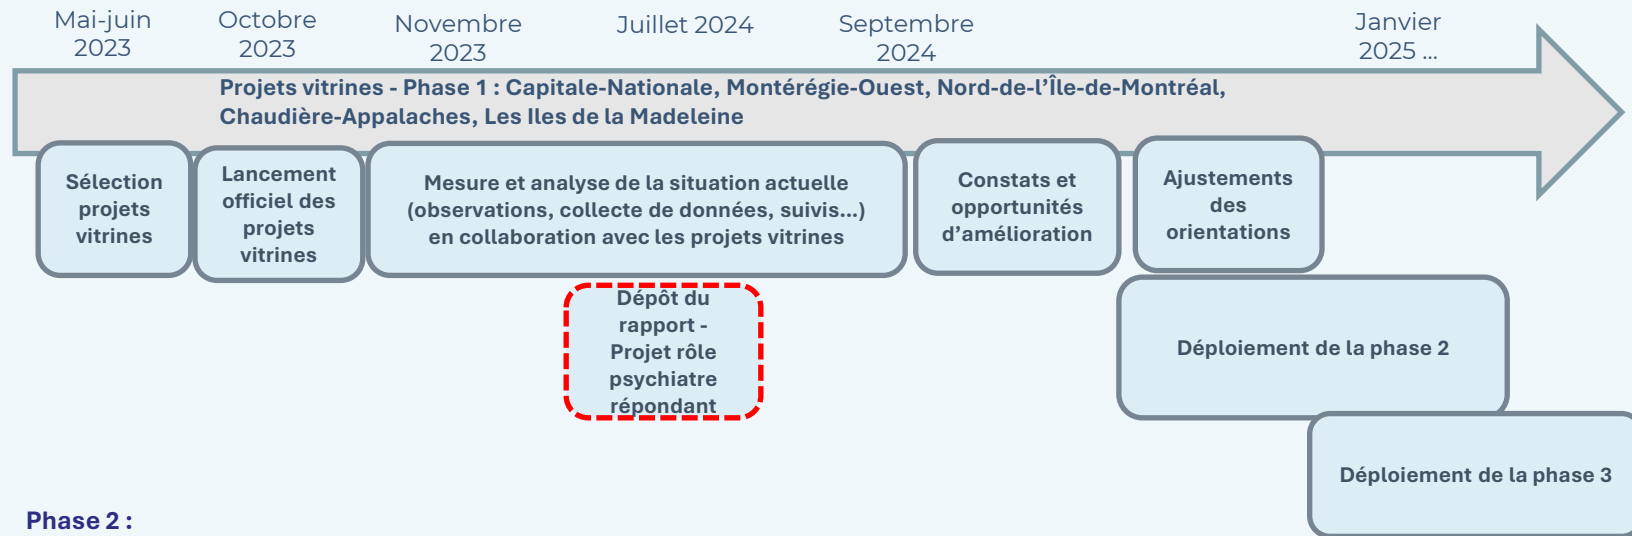 Mai-juin
2023
Octobre
2023
Novembre
2023
Juillet 2024
Septembre
2024
Janvier
2025 ...
Projets vitrines - Phase 1 : Capitale-Nationale, Montérégie-Ouest, Nord-de-l'Île-de-Montréal,
Chaudière-Appalaches, Les Iles de la Madeleine
Sélection
projets
vitrines
Lancement
officiel des
projets
vitrines
Mesure et analyse de la situation actuelle
(observations, collecte de données, suivis...)
en collaboration avec les projets vitrines
Constats et
opportunités
d'amélioration
Ajustements
des
orientations
Dépôt du
rapport -
Projet rôle
psychiatre
répondant
Déploiement de la phase 2
Déploiement de la phase 3
Phase 2 :